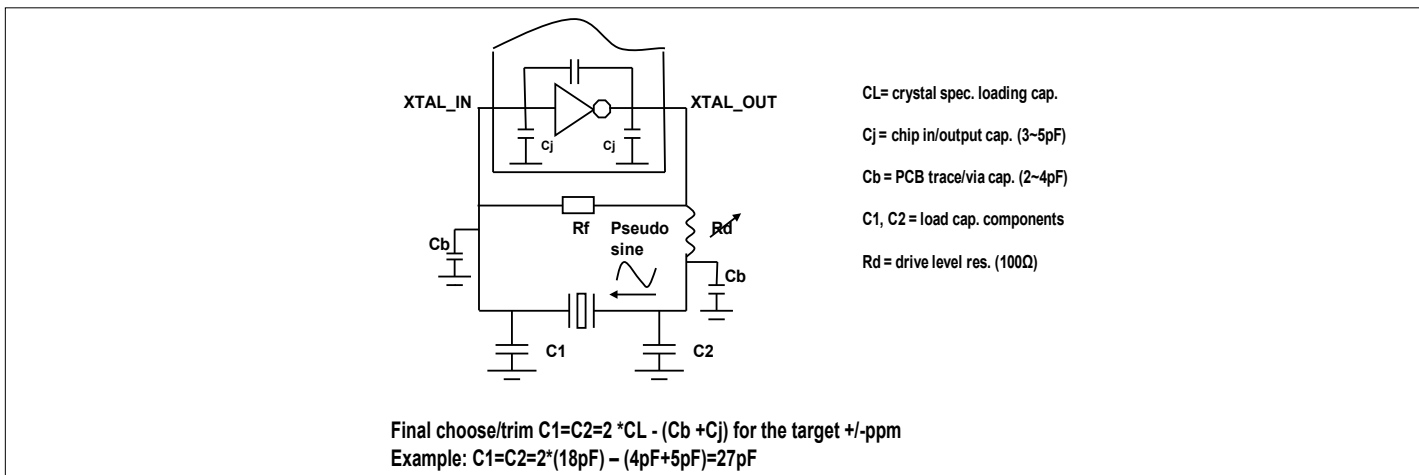 XTAL_IN
XTAL_OUT
Cj
Cj
Rf
Pseudo
sine
Rd
Cb
Cb
C1
C2
CL= crystal spec. loading cap.
Cj = chip in/output cap. (3~5pF)
Cb = PCB trace/via cap. (2~4pF)
C1, C2 = load cap. components
Rd = drive level res. (100Ω)
Final choose/trim C1=C2=2 *CL - (Cb +Cj) for the target +/-ppm
Example: C1=C2=2*(18pF) – (4pF+5pF)=27pF